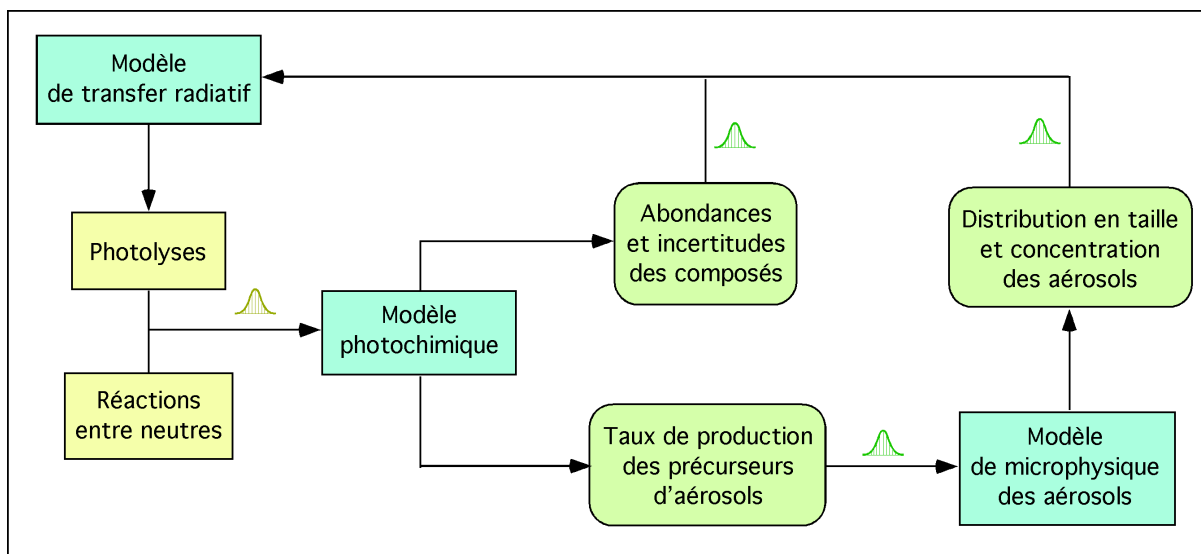 Modèle
de transfer radiatif
Photolyses
Réactions
entre neutres
Modèle
photochimique
Abondances
et incertitudes
des composés
Taux de production
des précurseurs
d'aérosols
Distribution en taille
et concentration
des aérosols
Modèle
de microphysique
des aérosols